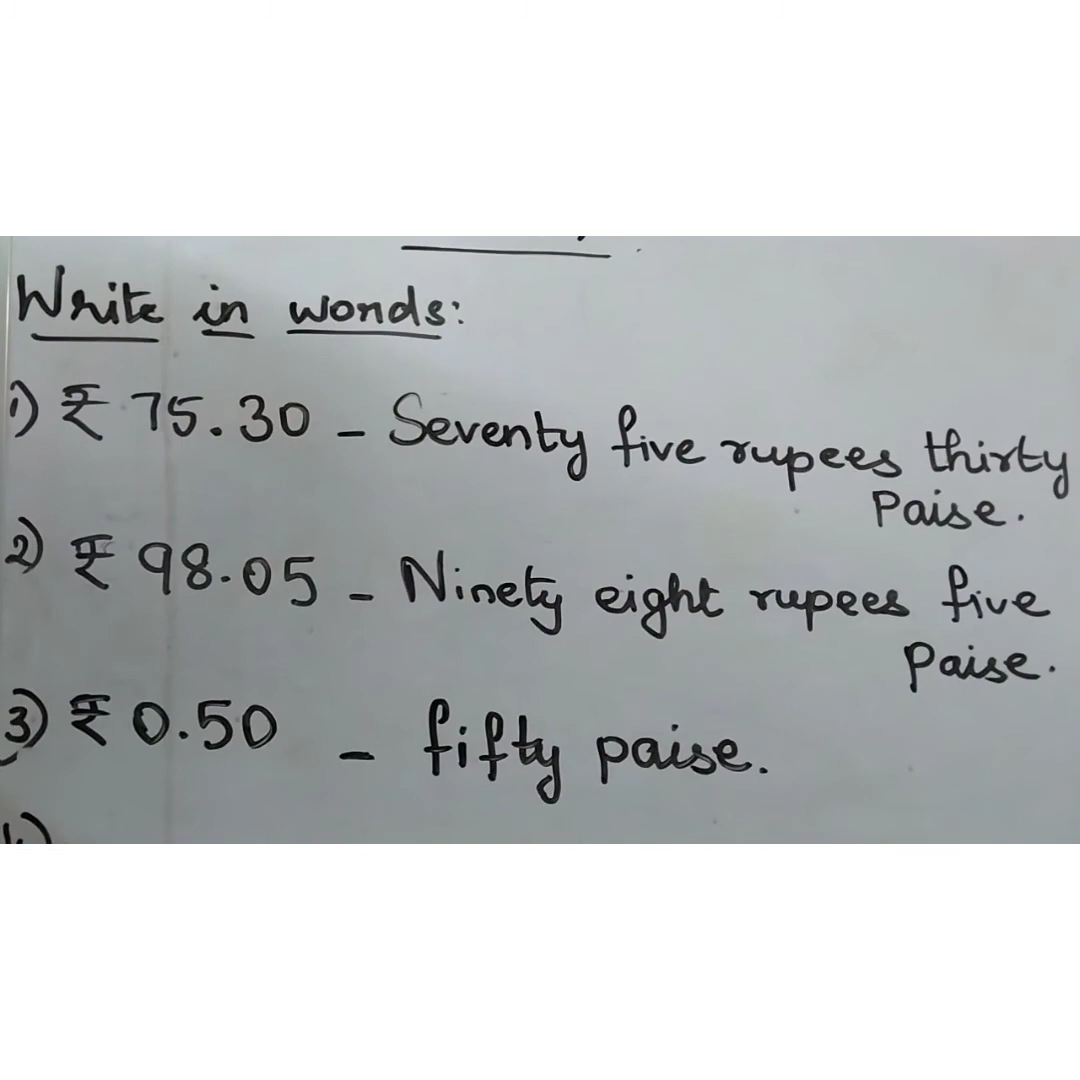 Write in words:
1) ₹ 75.30 - Seventy five rupees thirty
Paise.
2) ₹ 98.05 - Ninety eight rupees five
Paise.
3) ₹ 0.50 - fifty paise.